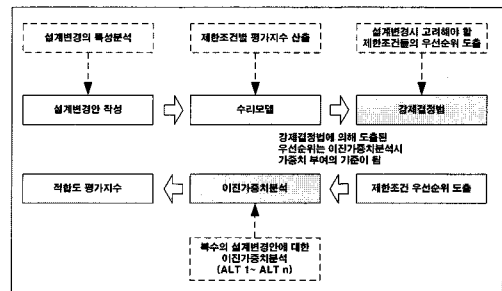 설계변경의 특성분석
제한조건별 평가지수 산출
설계변경시 고려해야 할
제한조건들의 우선순위 도출
설계변경안 작성
수리모델
강제결정법
강제결정법에 의해 도출된
우선순위는 이진가중치분석시
가중치 부여의 기준이 됨
적합도 평가지수
이진가중치분석
제한조건 우선순위 도출
복수의 설계변경안에 대한
이진가중치분석
(ALT 1~ ALT n)